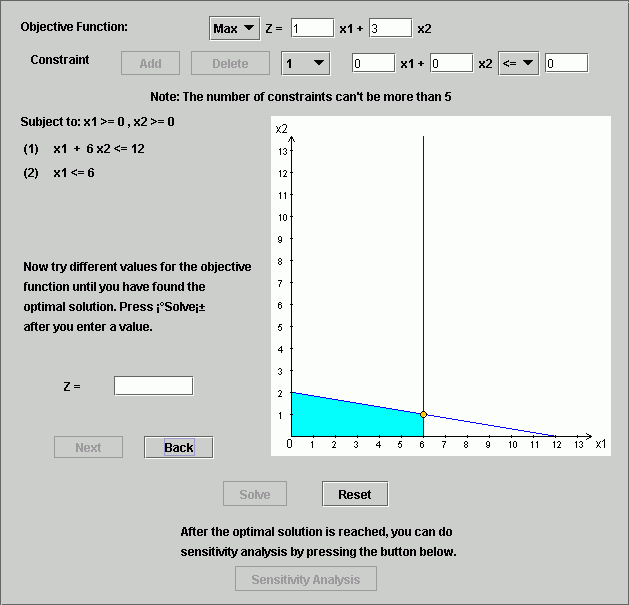 Objective Function: Max Z = 1 x1 + 3 x2
Constraint Add Delete 1 0 x1 + 0 x2 <= 0
Note: The number of constraints can't be more than 5
Subject to: x1 >= 0 , x2 >= 0
(1) x1 + 6 x2 <= 12
(2) x1 <= 6
x2
13
12
11
10
9
8
7
6
5
4
3
2
1
0 1 2 3 4 5 6 7 8 9 10 11 12 13 x1
Now try different values for the objective
function until you have found the
optimal solution. Press ¡°Solve¡±
after you enter a value.
Z =
Next Back
Solve Reset
After the optimal solution is reached, you can do
sensitivity analysis by pressing the button below.
Sensitivity Analysis